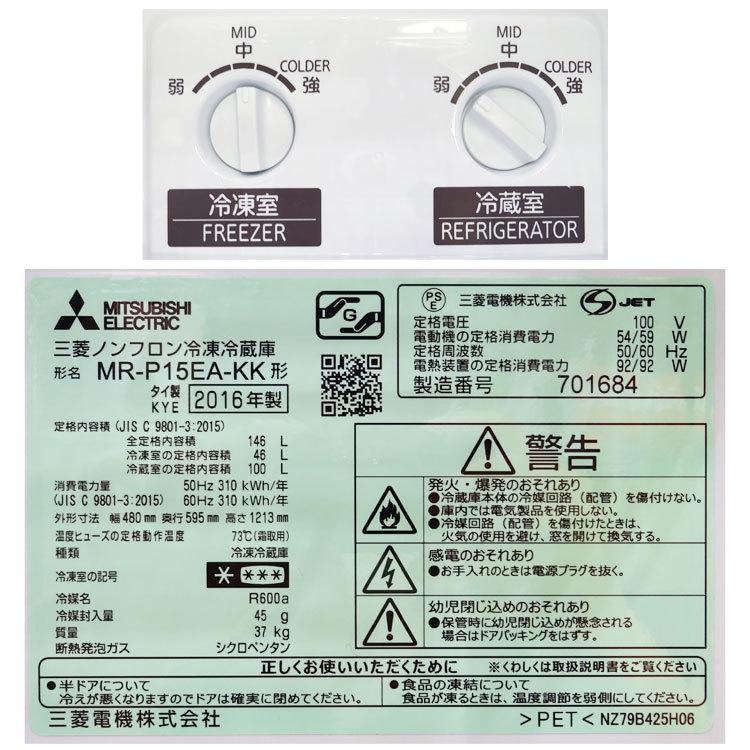 MID
中
COLDER
弱
強
冷凍室
FREEZER
MID
中
COLDER
弱
強
冷蔵室
REFRIGERATOR
MITSUBISHI
ELECTRIC
G
三菱ノンフロン冷凍冷蔵庫
形名 MR-P15EA-KK 形
タイ製
KYE
2016年製
PS
E
三菱電機株式会社 S JET
定格電圧 100 V
電動機の定格消費電力 54/59 W
定格周波数 50/60 Hz
電熱装置の定格消費電力 92/92 W
製造番号 701684
定格内容積 (JIS C 9801-3:2015)
全定格内容積 146 L
冷凍室の定格内容積 46 L
冷蔵室の定格内容積 100 L
消費電力量 50Hz 310 kWh/年
(JIS C 9801-3:2015) 60Hz 310 kWh/年
外形寸法 幅480mm 奥行595mm 高さ1213mm
温度ヒューズの定格動作温度 73℃(霜取用)
種類 冷凍冷蔵庫
冷凍室の記号 * ***
冷媒名 R600a
冷媒封入量 45 g
質量 37 kg
断熱発泡ガス シクロペンタン
警告
発火・爆発のおそれあり
●冷蔵庫本体の冷媒回路(配管)を傷付けない。
●庫内では電気製品を使用しない。
●冷媒回路(配管)を傷付けたときは、
火気の使用を避け、窓を開けて換気する。
感電のおそれあり
●お手入れのときは電源プラグを抜く。
幼児閉じ込めのおそれあり
●保管時に幼児閉じ込めが懸念される
場合はドアパッキングをはずす。
正しくお使いいただくために ※くわしくは取扱説明書をご覧ください
●半ドアについて
冷えが悪くなりますのでドアは確実に閉めてください。
●食品の凍結について
食品が凍るときは、温度調節を弱側にしてください。
三菱電機株式会社
>PET< NZ79B425H06